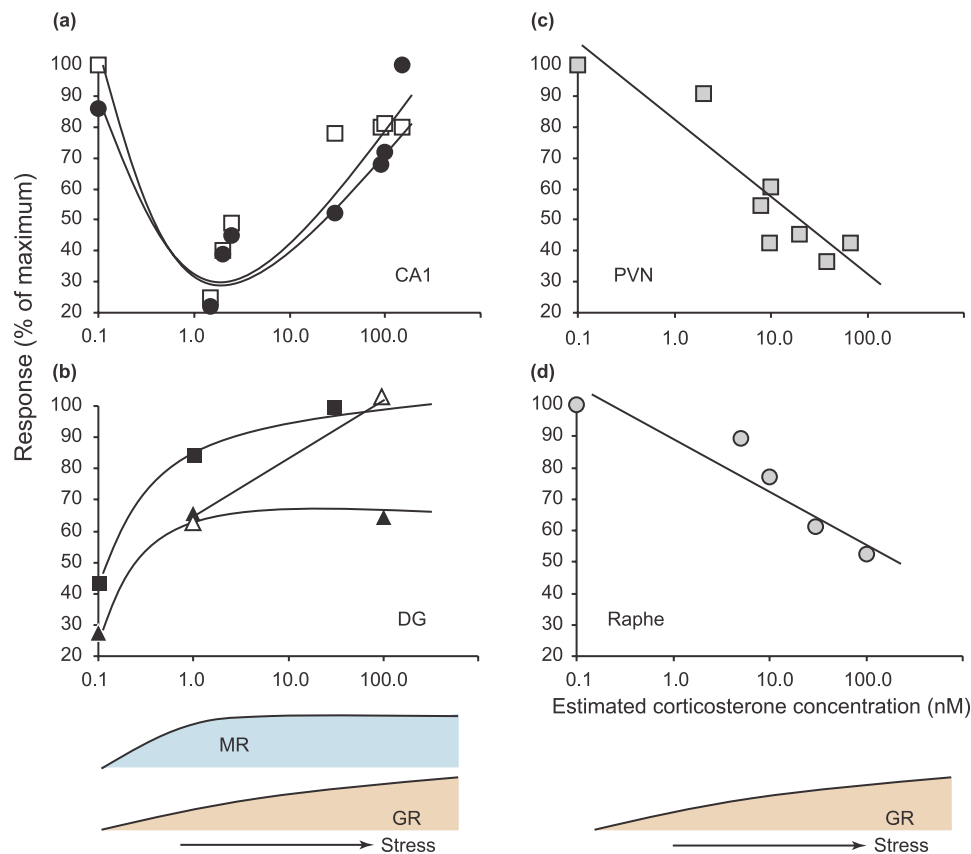 (a)
100
90
80
70
60
50
40
30
20
CA1
0.1 1.0 10.0 100.0
(c)
100
90
80
70
60
50
40
30
20
PVN
0.1 1.0 10.0 100.0
Response (% of maximum)
(b)
100
90
80
70
60
50
40
30
20
DG
0.1 1.0 10.0 100.0
(d)
100
90
80
70
60
50
40
30
20
Raphe
0.1 1.0 10.0 100.0
Estimated corticosterone concentration (nM)
MR
GR
Stress
GR
Stress